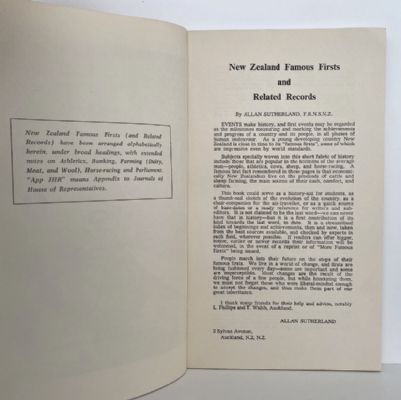 New Zealand Famous Firsts (and Related
Records) have been arranged alphabetically
herein, under broad headings, with extended
notes on Athletics, Banking, Farming (Dairy,
Meat, and Wool), Horse-racing and Parliament.
"App JHR" means Appendix to Journals of
House of Representatives.
New Zealand Famous Firsts
and
Related Records
By ALLAN SUTHERLAND, F.R.N.S.N.Z.
EVENTS make history, and first events may be regarded
as the milestones recounting and marking the achievements
and progress of a country and its people, in all phases of
human endeavour. As a young developing country New
Zealand is close in time to its "famous firsts", some of which
are impressive even by world standards.
Subjects specially woven into this short fabric of history
include those that are popular in the interests of the average
man—people, athletics, cows, sheep, and horse-racing. A
famous first fact remembered in these pages is that economically
New Zealanders live on the products of cattle and
sheep farming, the main source of their food, comfort, and
culture.
This book could serve as a history-aid for students, as
a thumb-nail sketch of the evolution of the country, as a
chair-companion for the air-traveller, or as a quick source
of bare-dates or a ready reference for writers and sub-
editors. It is not claimed to be the last word—we can never
have that in history—but it is a first contribution of its
kind towards the last word, to date. It is a streamlined
index of beginnings and achievements, then and now, taken
from the best sources available, and checked by experts in
each field, wherever possible. If readers can offer bigger,
better, earlier or newer records their information will be
welcomed, in the event of a reprint or of "More Famous
Firsts" being issued.
People march into their future on the steps of their
famous firsts. We live in a world of change, and firsts are
being fashioned every day—some are important and some
are imperceptible. Most changes are the result of the
driving force of a few people, but while honouring them,
we must not forget those who were liberal-minded enough
to accept the changes, and thus make them part of our
great inheritance.
I thank many friends for their help and advice, notably
L. Phillips and T. Walsh, Auckland.
ALLAN SUTHERLAND
2 Sylvan Avenue,
Auckland, N.2, N.Z.